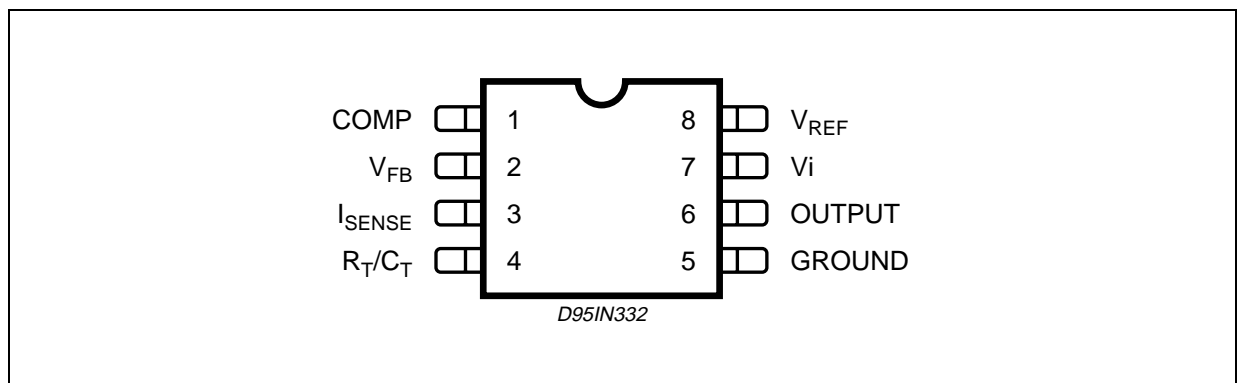 COMP 1 8 VREF
VFB 2 7 Vi
ISENSE 3 6 OUTPUT
RT/CT 4 5 GROUND
D95IN332